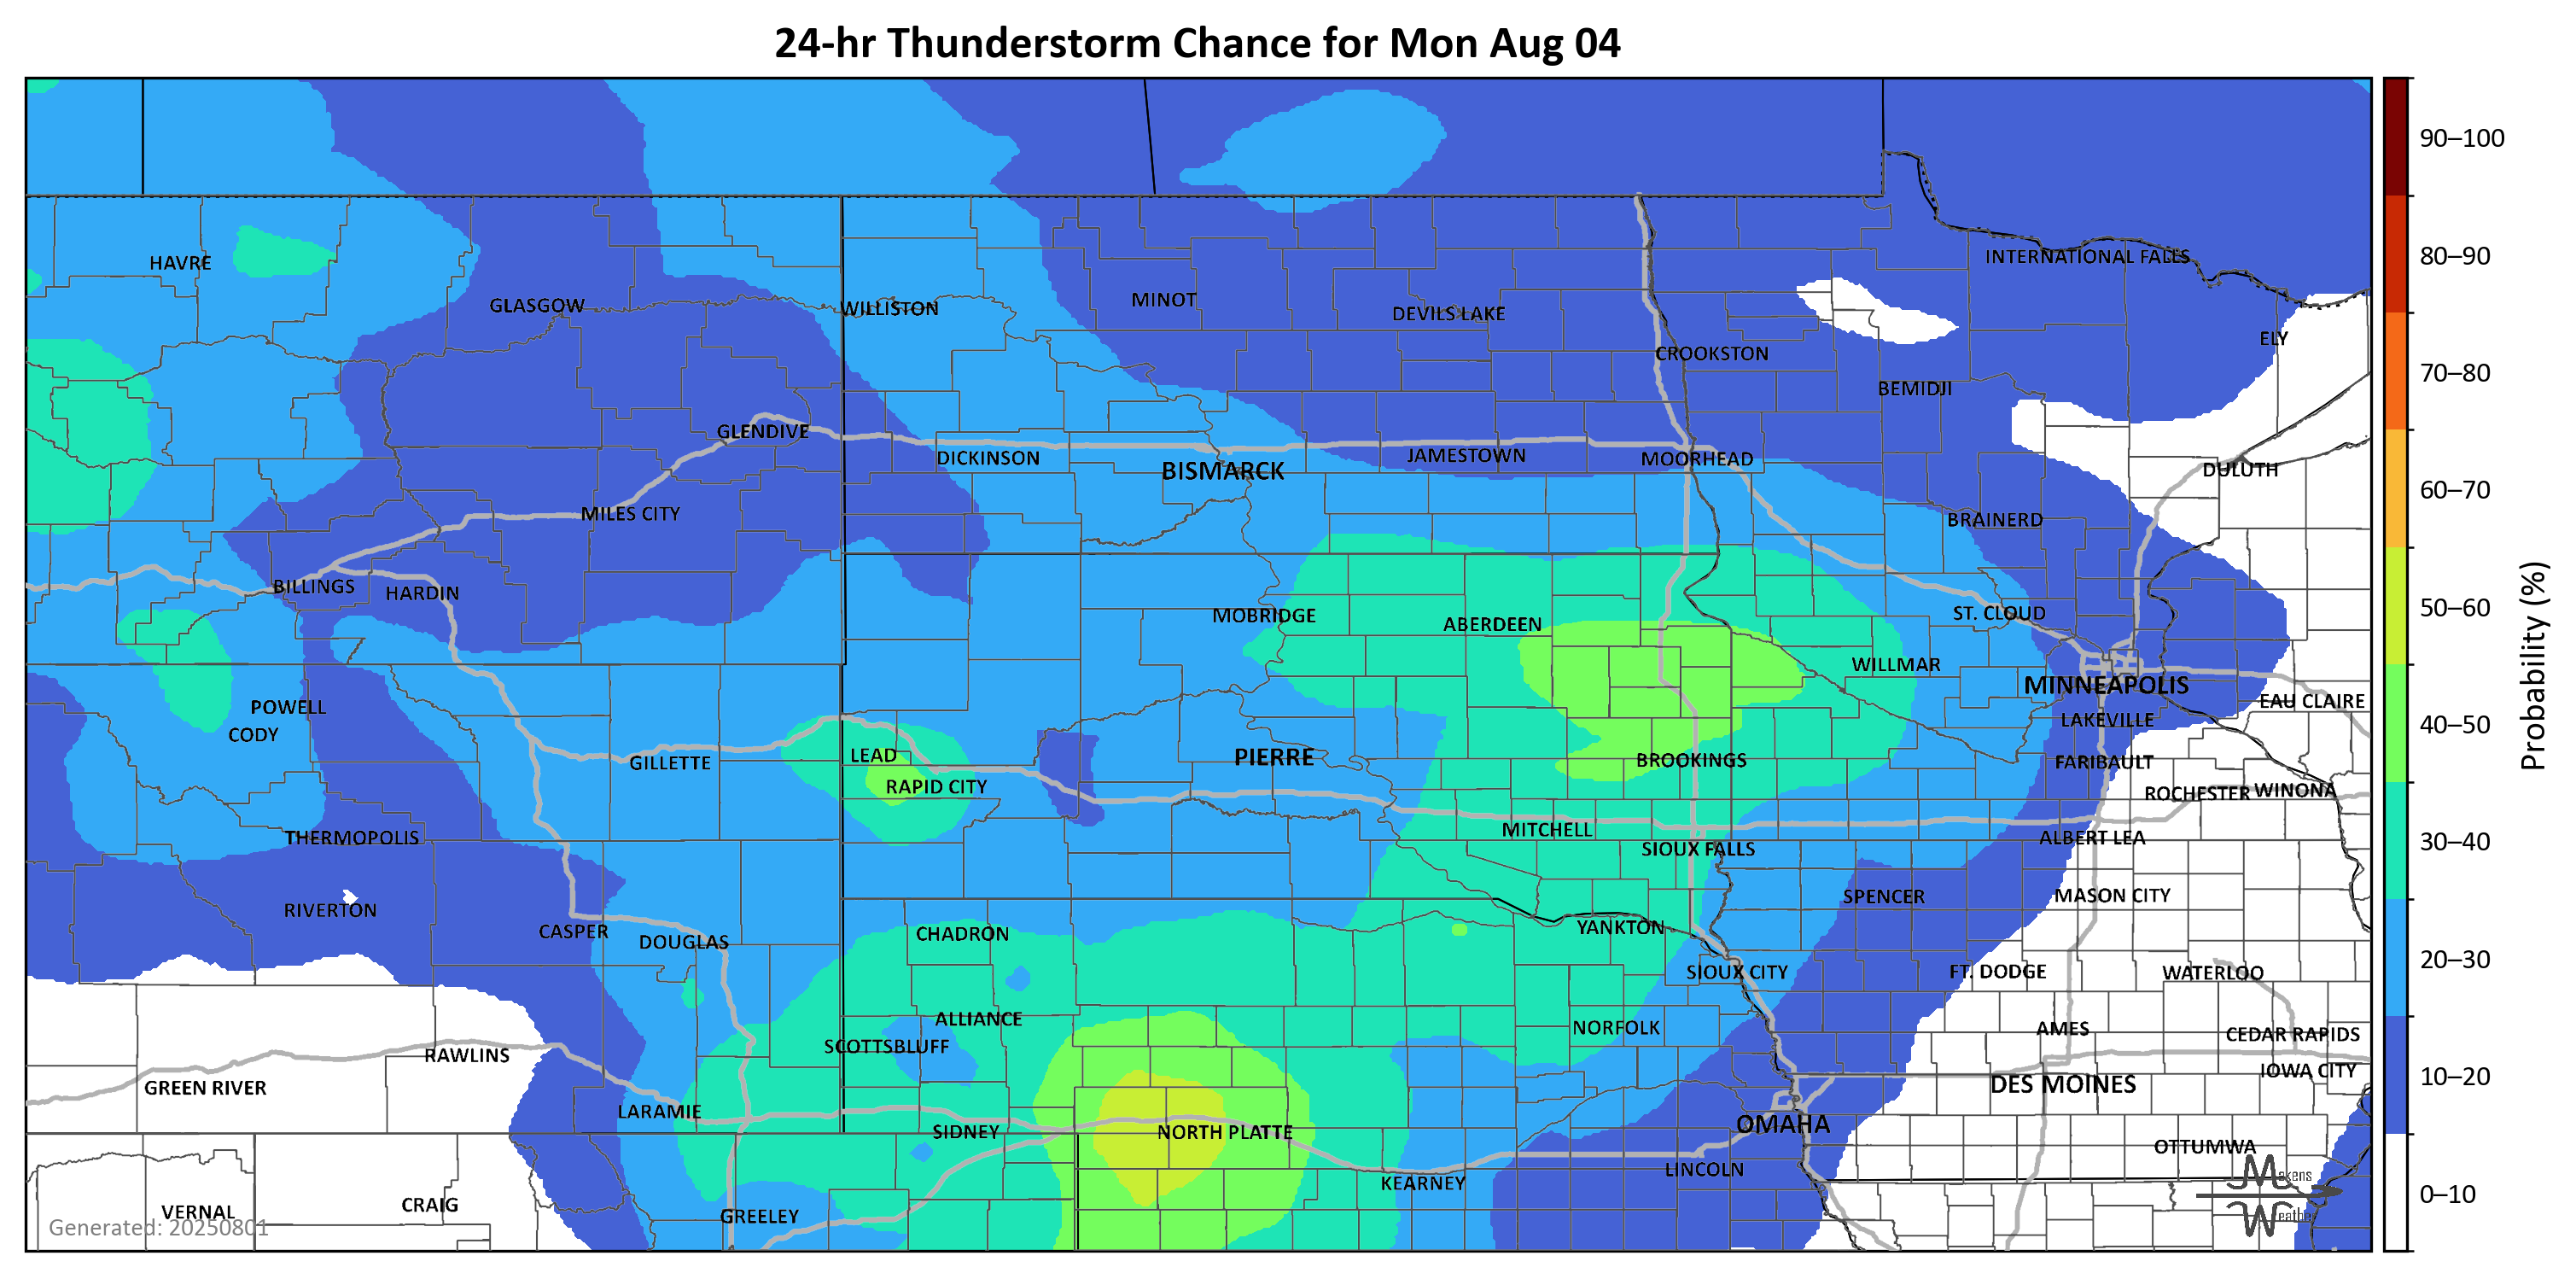 24-hr Thunderstorm Chance for Mon Aug 04
90–100
80–90
70–80
60–70
50–60
40–50
30–40
20–30
10–20
0–10
Probability (%)
INTERNATIONAL FALLS
HAVRE
MINOT
GLASGOW
WILLISTON
DEVILS LAKE
ELY
CROOKSTON
BEMIDJI
GLENDIVE
DICKINSON
JAMESTOWN
MOORHEAD
BISMARCK
DULUTH
MILES CITY
BRAINERD
BILLINGS
HARDIN
MOBRIDGE
ABERDEEN
ST. CLOUD
WILLMAR
MINNEAPOLIS
EAU CLAIRE
POWELL
LAKEVILLE
CODY
LEAD
PIERRE
BROOKINGS
GILLETTE
FARIBAULT
RAPID CITY
ROCHESTER
WINONA
THERMOPOLIS
MITCHELL
ALBERT LEA
SIOUX FALLS
SPENCER
MASON CITY
RIVERTON
CASPER
DOUGLAS
CHADRON
YANKTON
SIOUX CITY
FT. DODGE
WATERLOO
ALLIANCE
NORFOLK
AMES
CEDAR RAPIDS
SCOTTSBLUFF
RAWLINS
IOWA CITY
GREEN RIVER
DES MOINES
LARAMIE
OMAHA
SIDNEY
NORTH PLATTE
OTTUMWA
LINCOLN
KEARNEY
VERNAL
CRAIG
GREELEY
Makens
Weather
Generated: 20250801